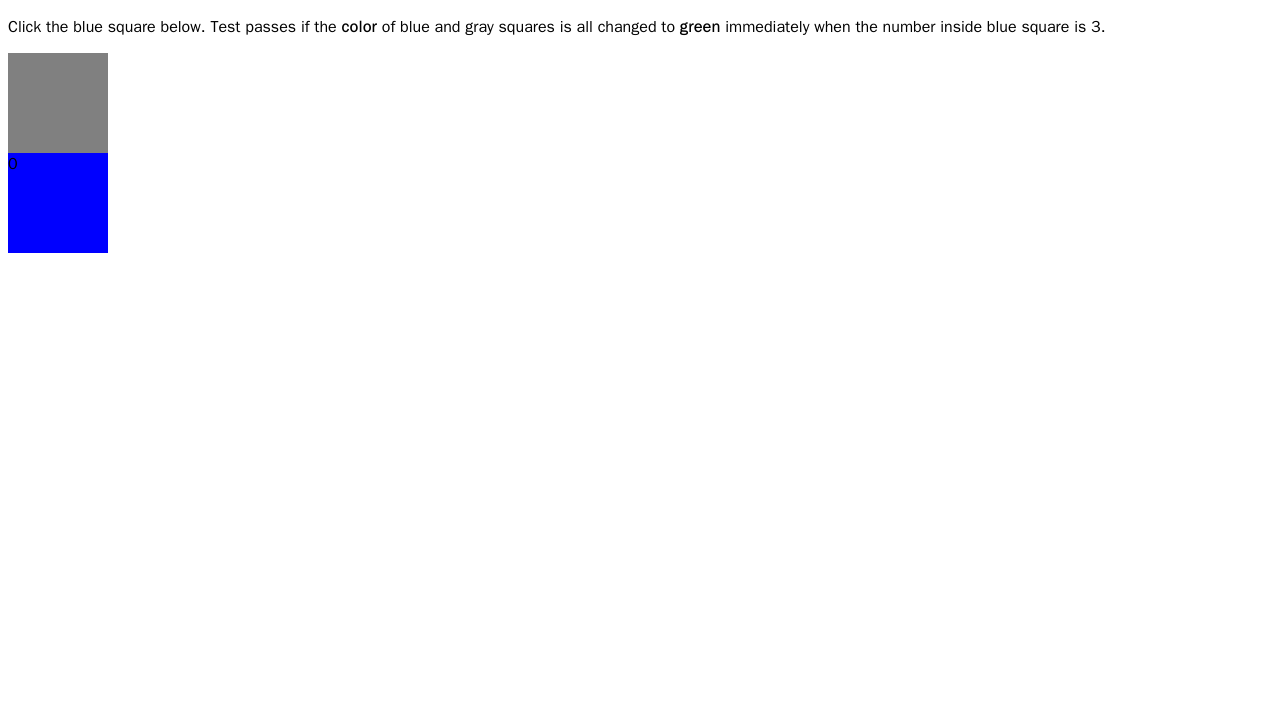 Click the blue square below. Test passes if the color of blue and gray squares is all changed to green immediately when the number inside blue square is 3.
0